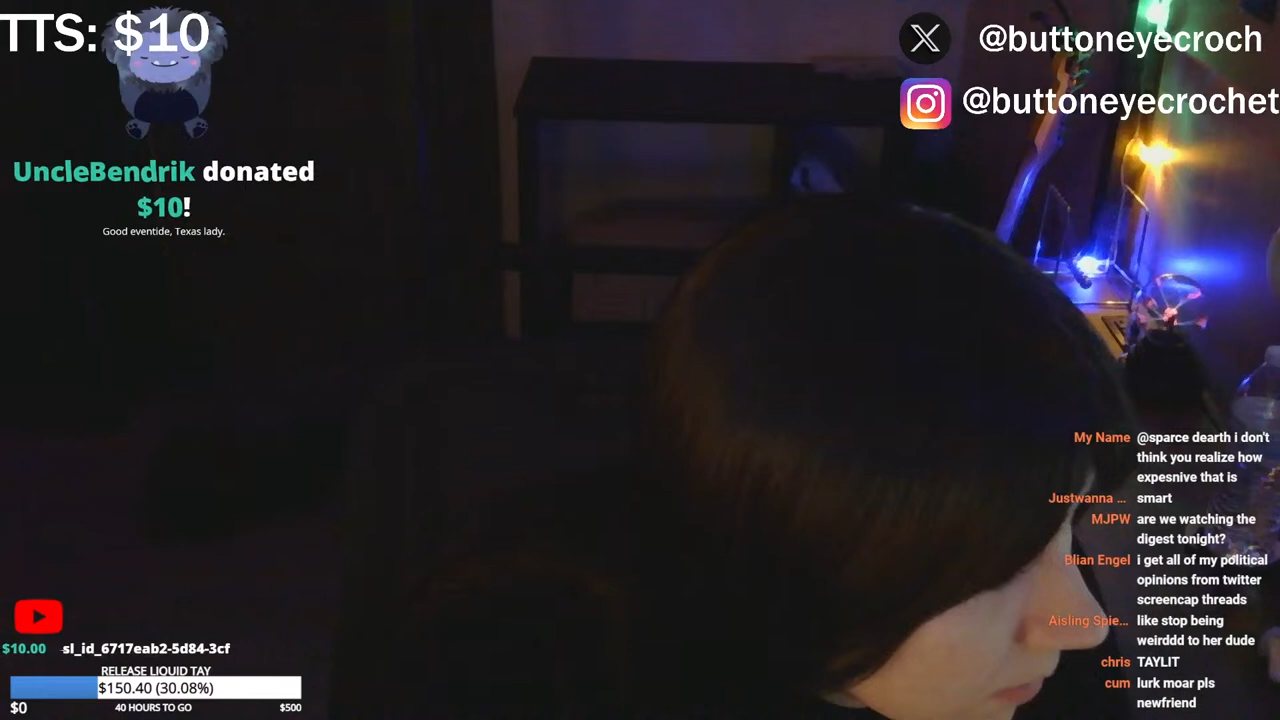 TTS: $10
@buttoneyecroch
@buttoneyecrochet
UncleBendrik donated
$10!
Good eventide, Texas lady.
My Name @sparce dearth i don't
think you realize how
expesnive that is
Justwanna ... smart
MJPW are we watching the
digest tonight?
Blian Engel i get all of my political
opinions from twitter
screencap threads
Aisling Spie... like stop being
weirddd to her dude
chris TAYLIT
cum lurk moar pls
newfriend
$10.00 sl_id_6717eab2-5d84-3cf
RELEASE LIQUID TAY
$150.40 (30.08%)
$0 40 HOURS TO GO $500